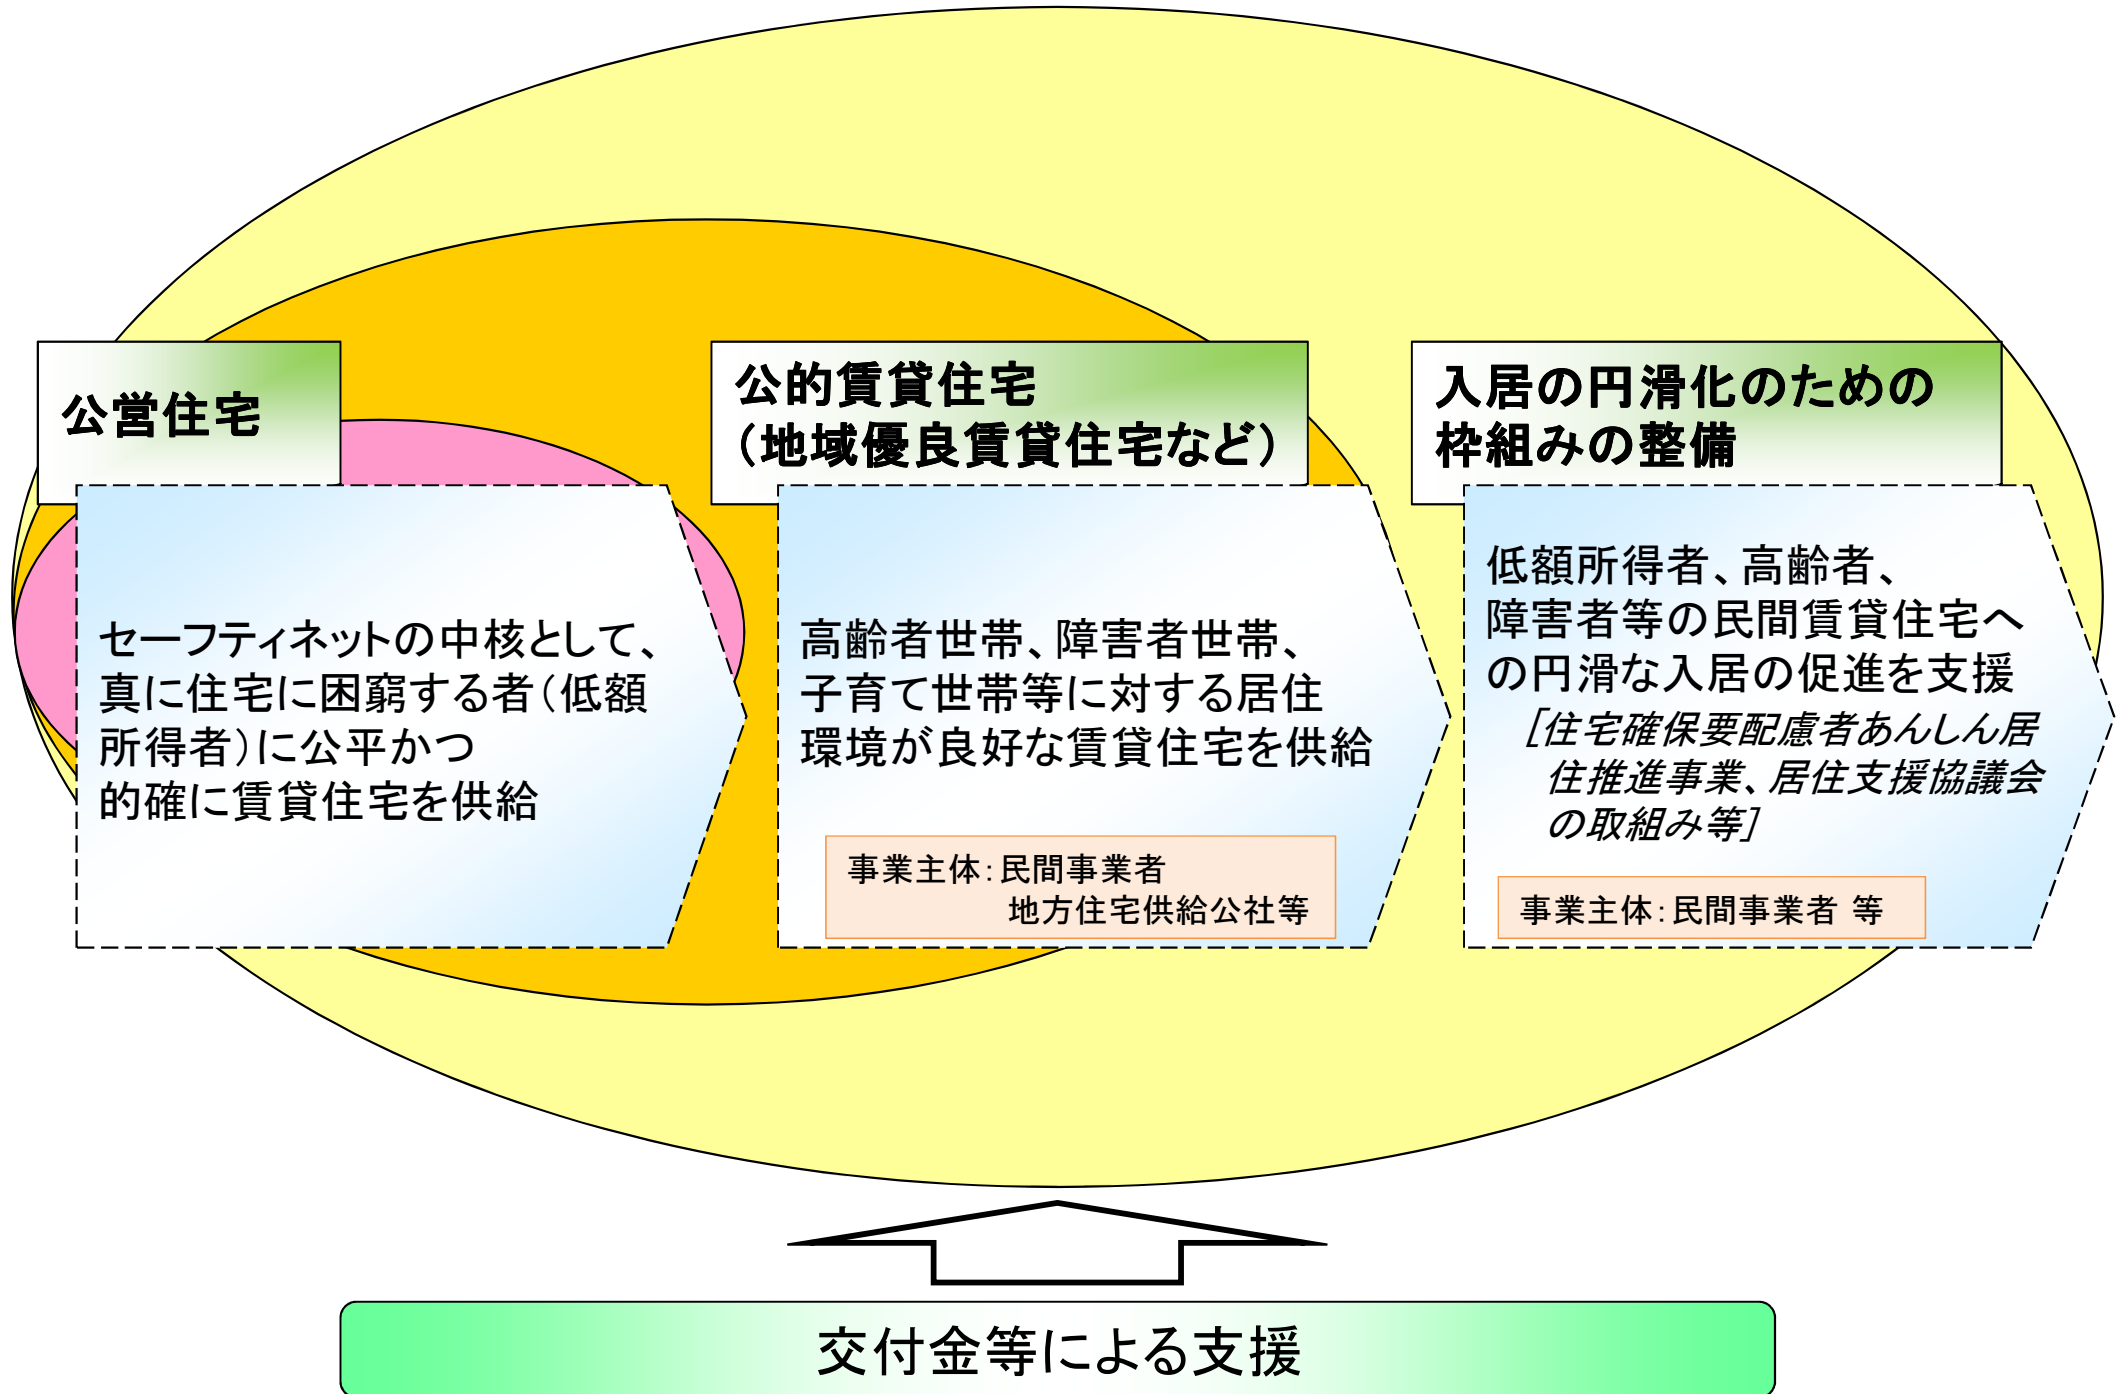 公営住宅
セーフティネットの中核として、
真に住宅に困窮する者（低額
所得者）に公平かつ
的確に賃貸住宅を供給
公的賃貸住宅
（地域優良賃貸住宅など）
高齢者世帯、障害者世帯、
子育て世帯等に対する居住
環境が良好な賃貸住宅を供給
事業主体：民間事業者
地方住宅供給公社等
入居の円滑化のための
枠組みの整備
低額所得者、高齢者、
障害者等の民間賃貸住宅へ
の円滑な入居の促進を支援
［住宅確保要配慮者あんしん居
住推進事業、居住支援協議会
の取組み等］
事業主体：民間事業者 等
交付金等による支援